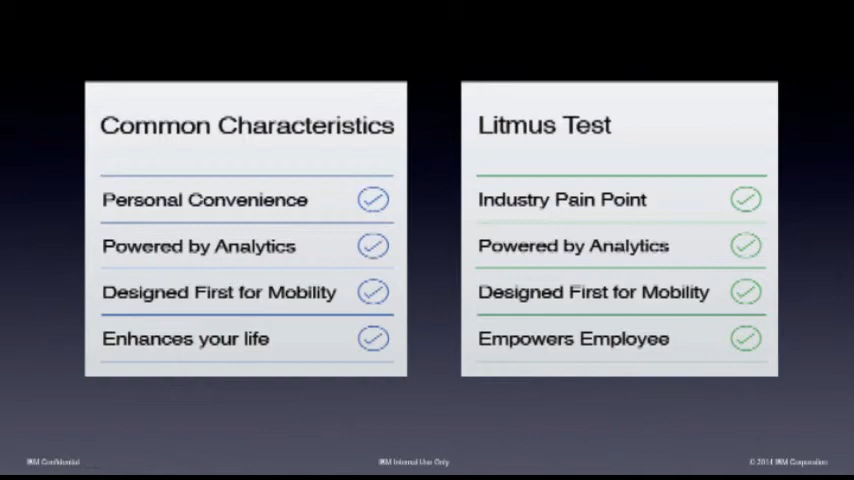 Common Characteristics
Personal Convenience
Powered by Analytics
Designed First for Mobility
Enhances your life
Litmus Test
Industry Pain Point
Powered by Analytics
Designed First for Mobility
Empowers Employee
IBM Confidential
IBM Internal Use Only
© 2014 IBM Corporation